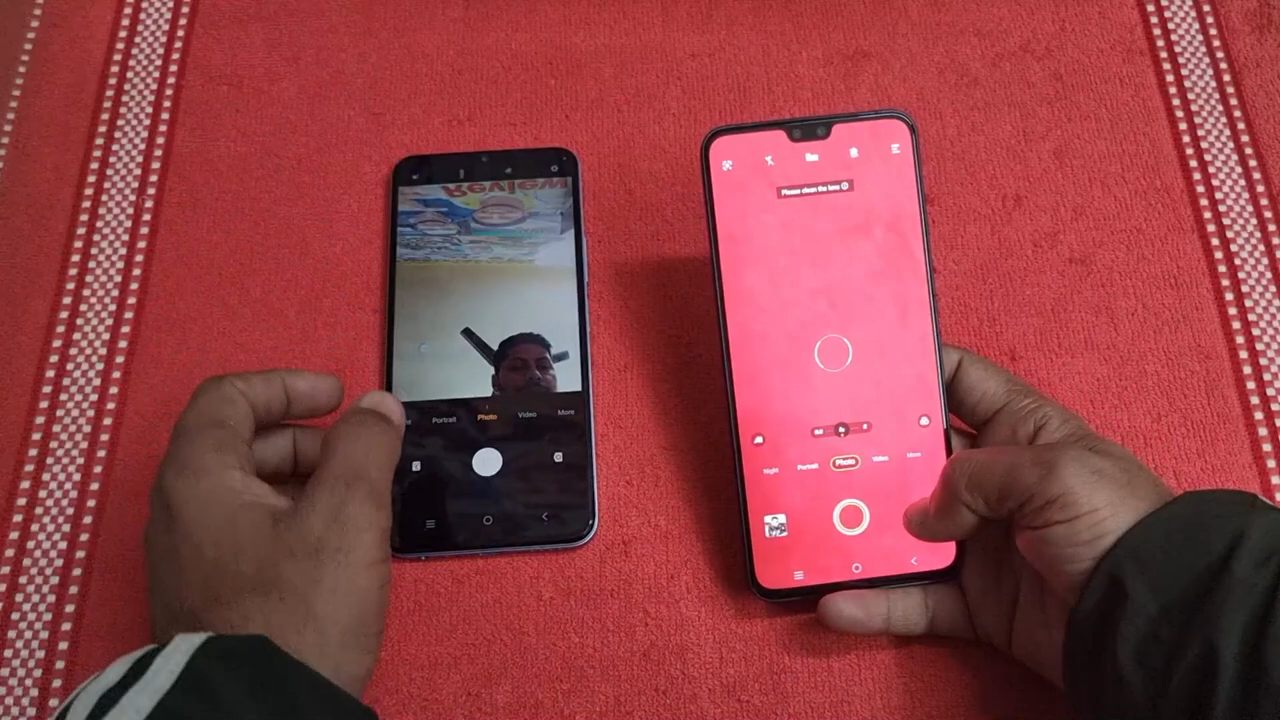 Review
Portrait
Photo
Video
More
Please clean the lens
Night
Portrait
Photo
Video
More